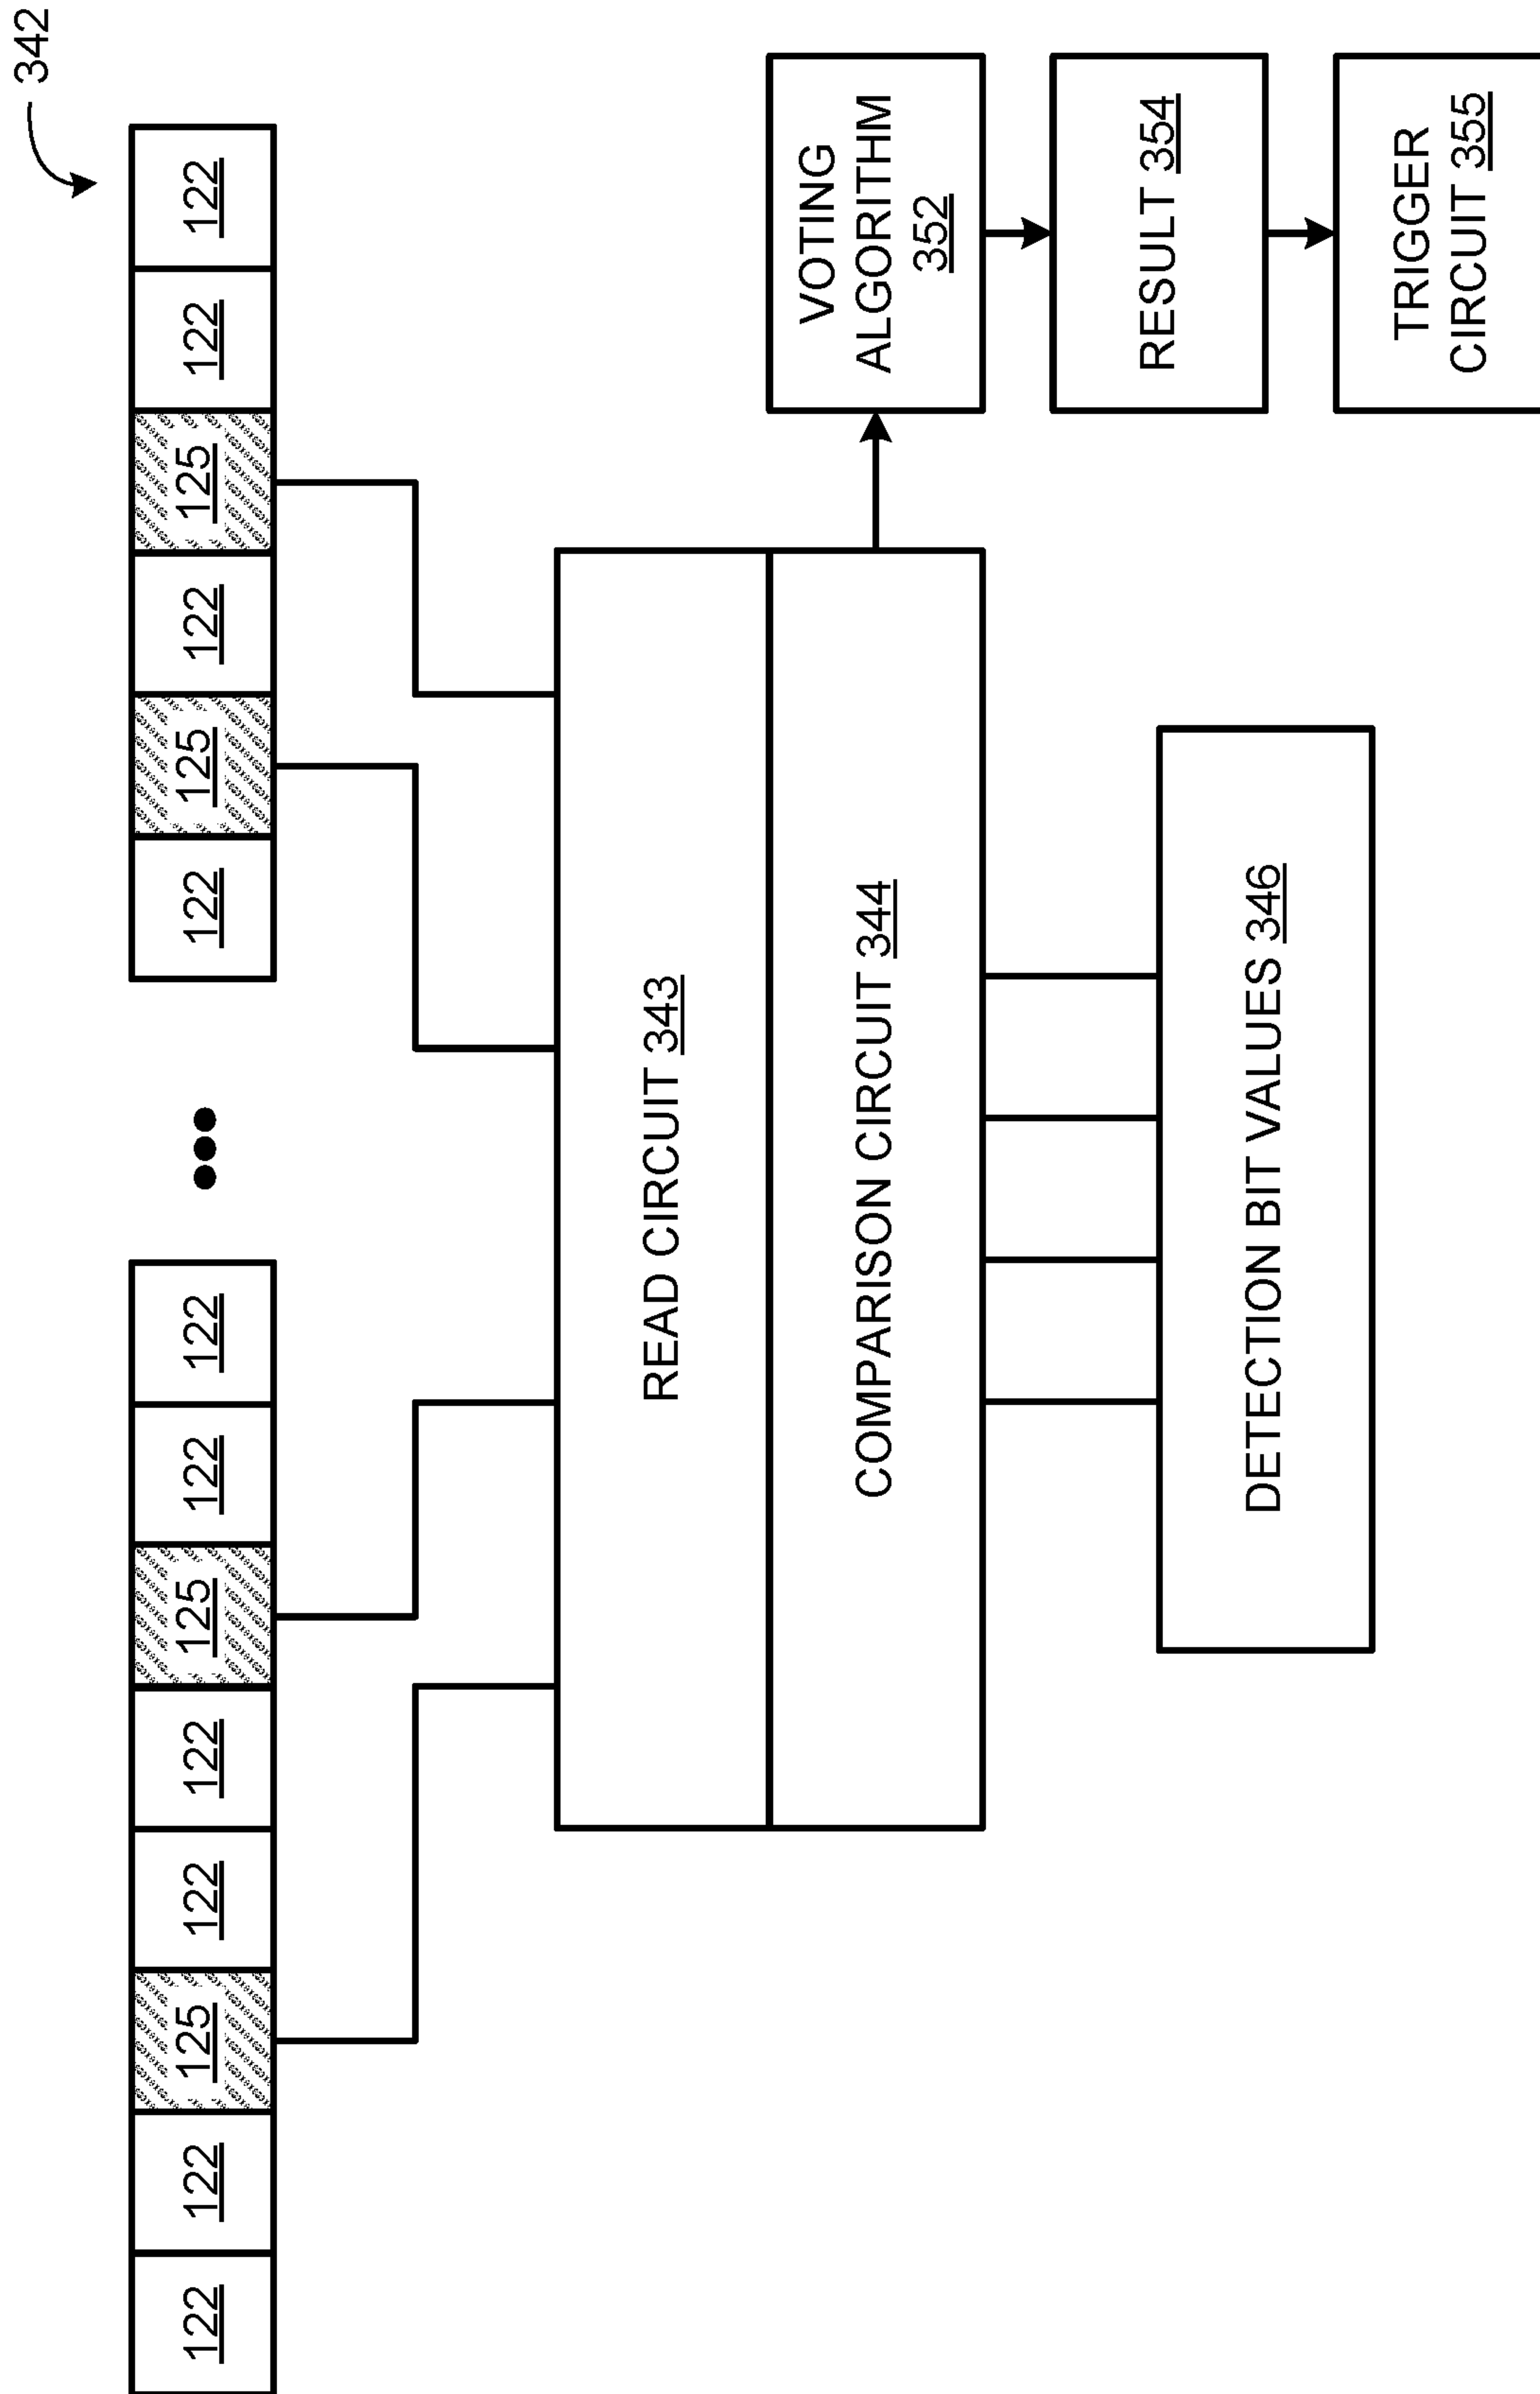 342
122 122 125 122 122 125 122 122 ••• 122 125 122 125 122 122
READ CIRCUIT 343
COMPARISON CIRCUIT 344
VOTING
ALGORITHM
352
RESULT 354
DETECTION BIT VALUES 346
TRIGGER
CIRCUIT 355